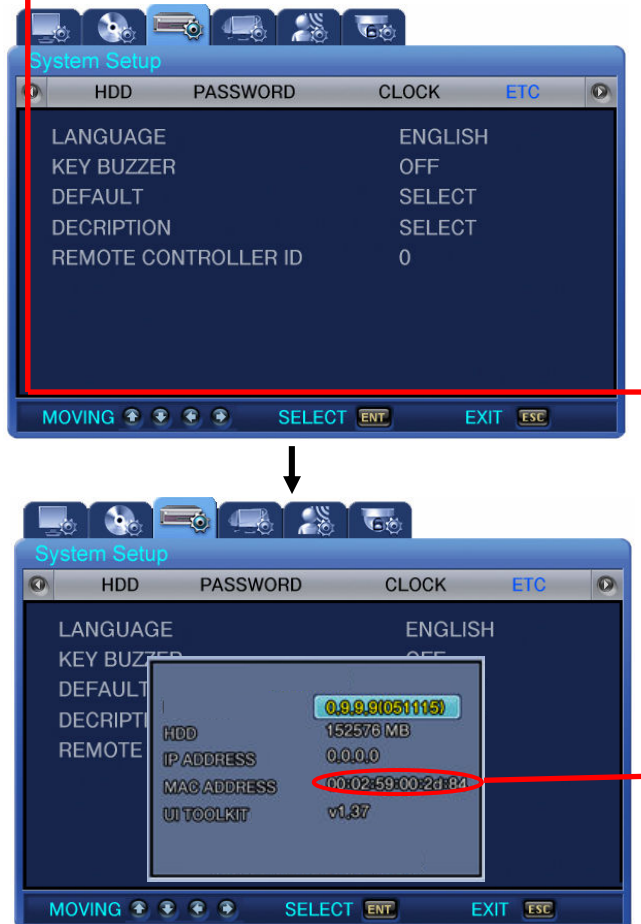 System Setup
HDD PASSWORD CLOCK ETC
LANGUAGE ENGLISH
KEY BUZZER OFF
DEFAULT SELECT
DECRIPTION SELECT
REMOTE CONTROLLER ID 0
MOVING SELECT ENT EXIT ESC
System Setup
HDD PASSWORD CLOCK ETC
LANGUAGE ENGLISH
KEY BUZZ
DEFAULT
DECRIPTI
REMOTE
0.9.9.9(051115)
HDD 152576 MB
IP ADDRESS 0.0.0.0
MAC ADDRESS 00:02:59:00:2d:84
UI TOOLKIT v1.37
MOVING SELECT ENT EXIT ESC